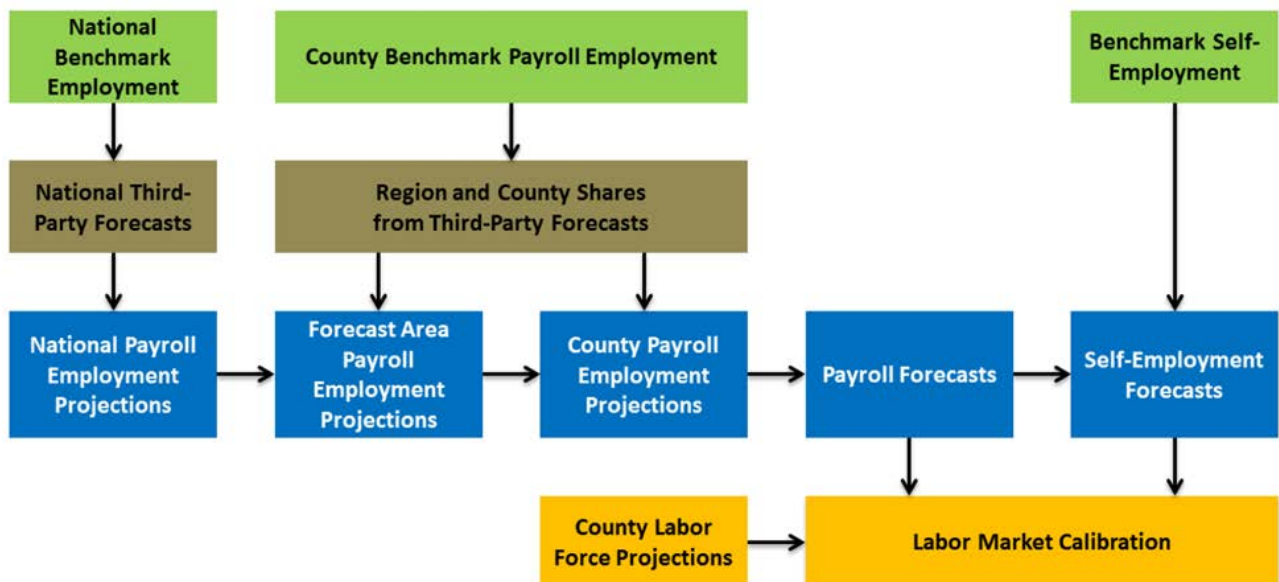 National
Benchmark
Employment
County Benchmark Payroll Employment
Benchmark Self-
Employment
National Third-
Party Forecasts
Region and County Shares
from Third-Party Forecasts
National Payroll
Employment
Projections
Forecast Area
Payroll
Employment
Projections
County Payroll
Employment
Projections
Payroll Forecasts
Self-Employment
Forecasts
County Labor
Force Projections
Labor Market Calibration